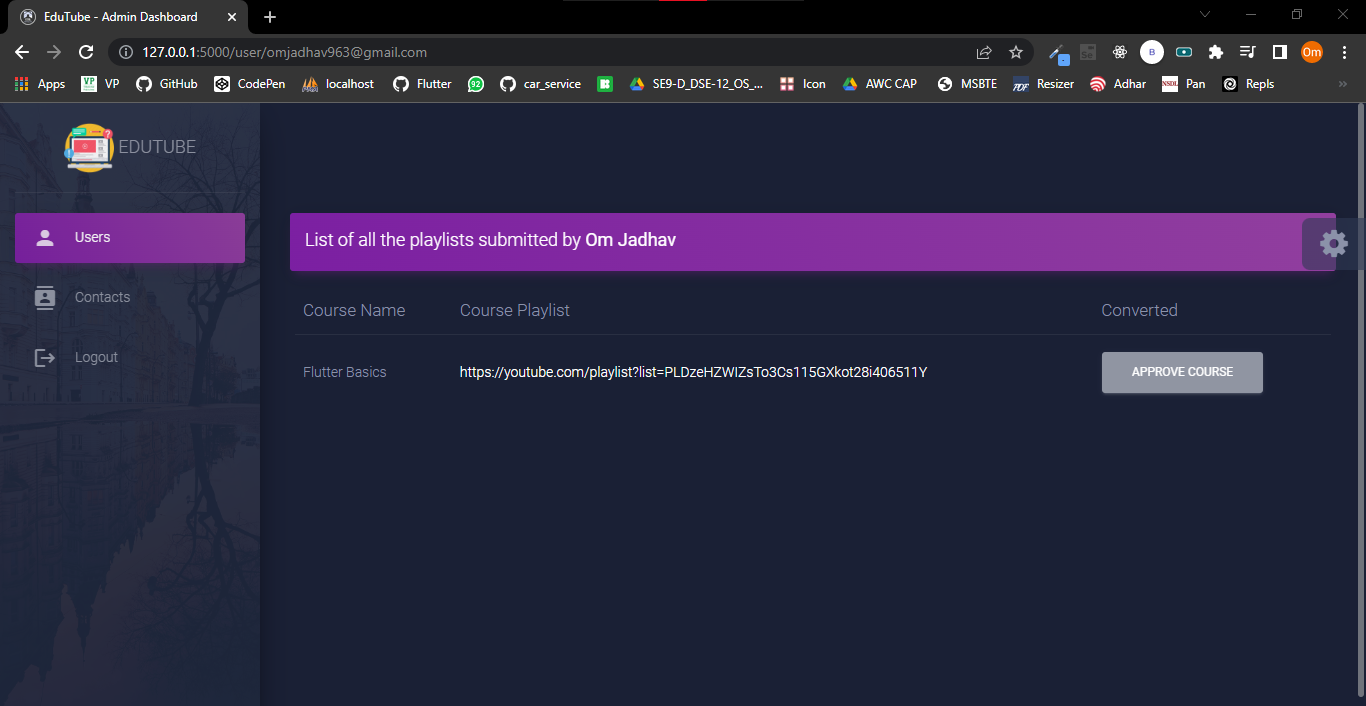 EduTube - Admin Dashboard
127.0.0.1:5000/user/omjadhav963@gmail.com
B
Om
Apps VP VP GitHub CodePen localhost Flutter 92 car_service SE9-D_DSE-12_OS_... Icon AWC CAP MSBTE PDF Resizer Adhar NSDL Pan Repls
EDUTUBE
Users
Contacts
Logout
List of all the playlists submitted by Om Jadhav
Course Name Course Playlist Converted
Flutter Basics https://youtube.com/playlist?list=PLDzeHZWIZsTo3Cs115GXkot28i406511Y APPROVE COURSE